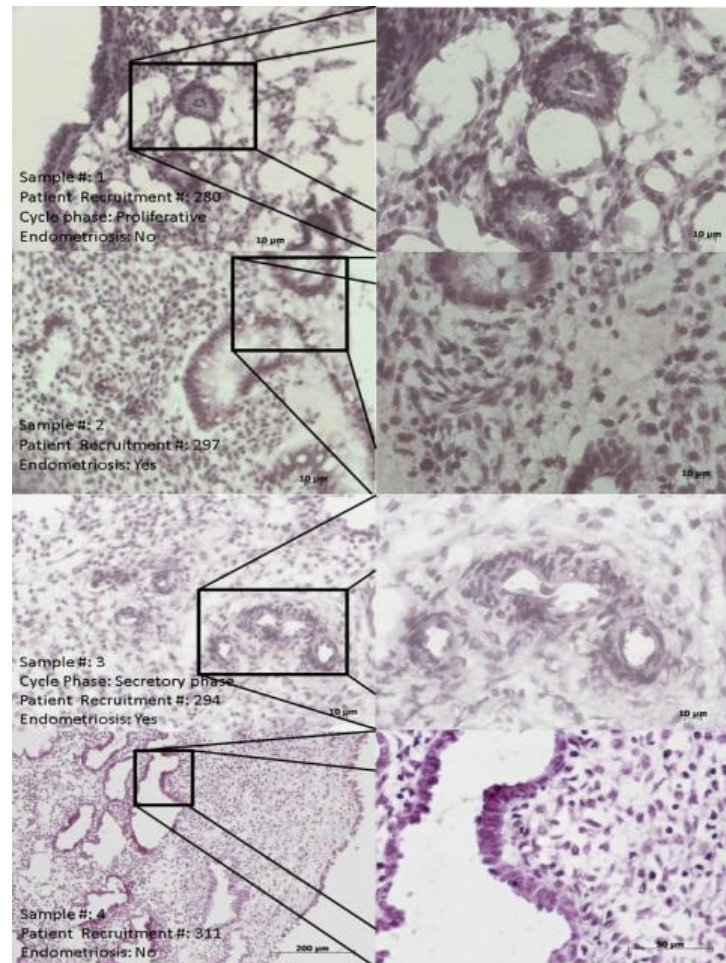 Sample #: 1
Patient Recruitment #: 280
Cycle phase: Proliferative
Endometriosis: No
10 µm
10 µm
Sample #: 2
Patient Recruitment #: 297
Endometriosis: Yes
10 µm
10 µm
Sample #: 3
Cycle Phase: Secretory phase
Patient Recruitment #: 294
Endometriosis: Yes
10 µm
10 µm
Sample #: 4
Patient Recruitment #: 311
Endometriosis: No
200 µm
50 µm